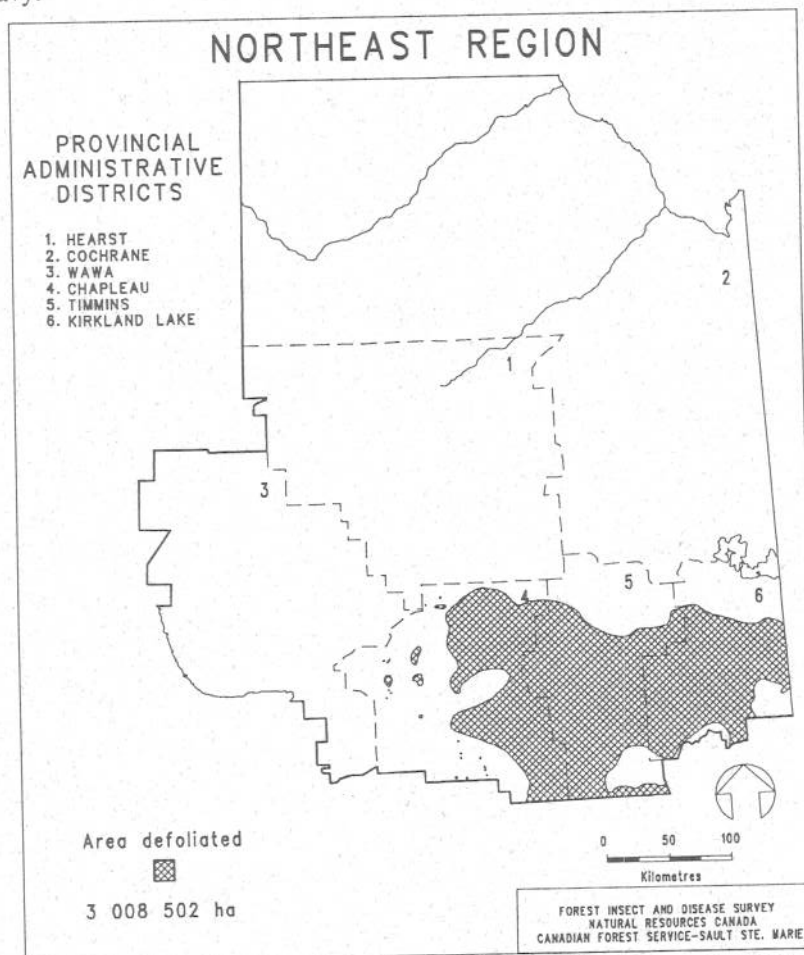 NORTHEAST REGION
PROVINCIAL
ADMINISTRATIVE
DISTRICTS
1. HEARST
2. COCHRANE
3. WAWA
4. CHAPLEAU
5. TIMMINS
6. KIRKLAND LAKE
2
1
3
4
5
6
Area defoliated
3 008 502 ha
0 50 100
Kilometres
FOREST INSECT AND DISEASE SURVEY
NATURAL RESOURCES CANADA
CANADIAN FOREST SERVICE-SAULT STE. MARIE